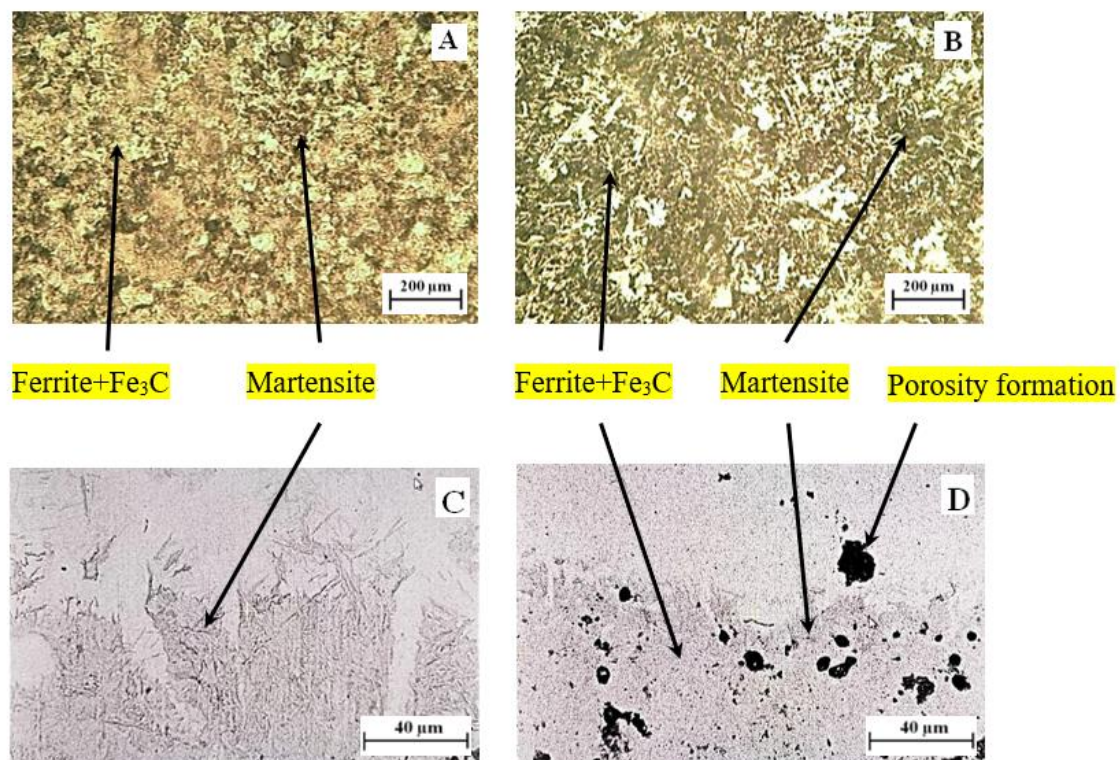 A
B
200 µm
200 µm
Ferrite+Fe₃C
Martensite
Ferrite+Fe₃C
Martensite
Porosity formation
C
D
40 µm
40 µm